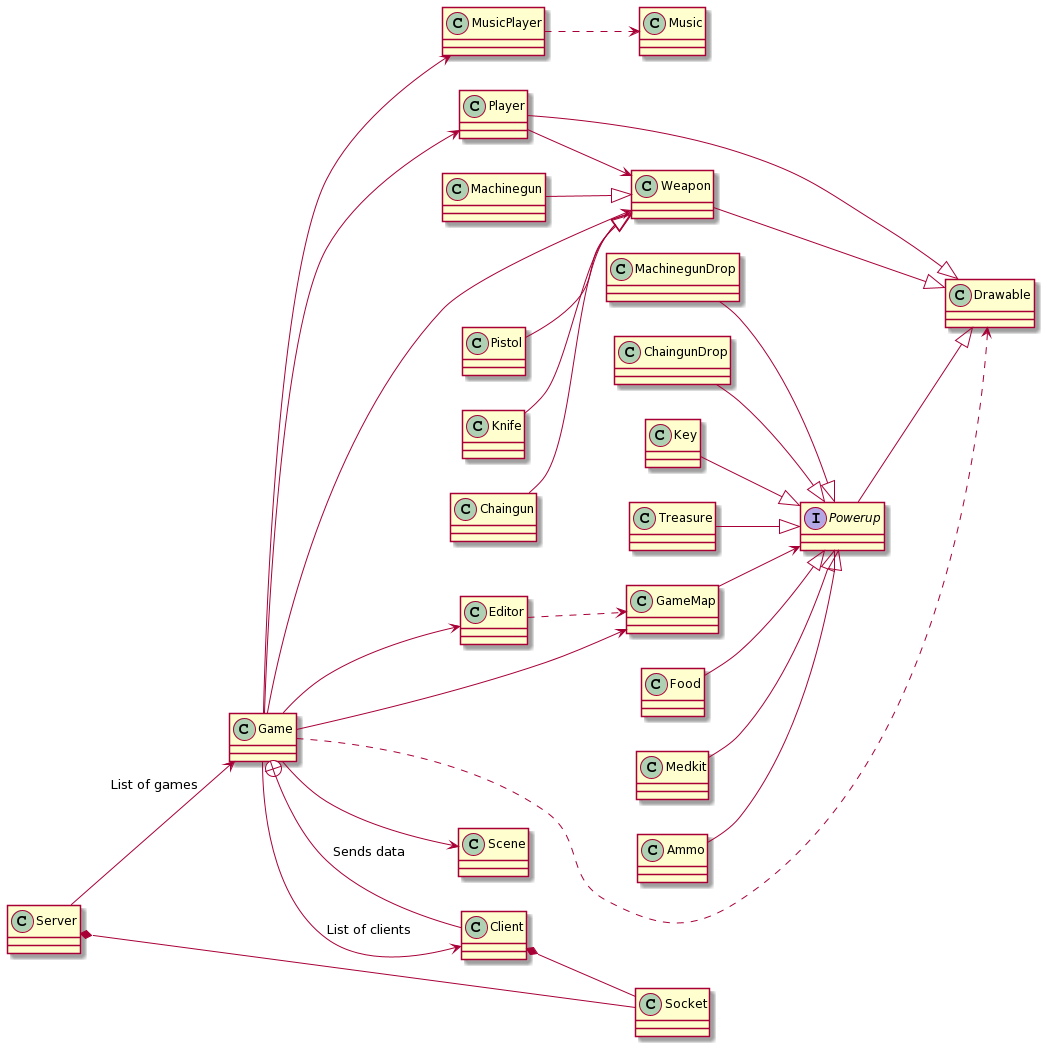 C MusicPlayer
C Music
C Player
C Machinegun
C Weapon
C MachinegunDrop
C Drawable
C Pistol
C ChaingunDrop
C Knife
C Key
C Chaingun
C Treasure
I Powerup
C Editor
C GameMap
C Food
C Game
C Medkit
List of games
C Scene
Sends data
C Ammo
C Server
C Client
List of clients
C Socket